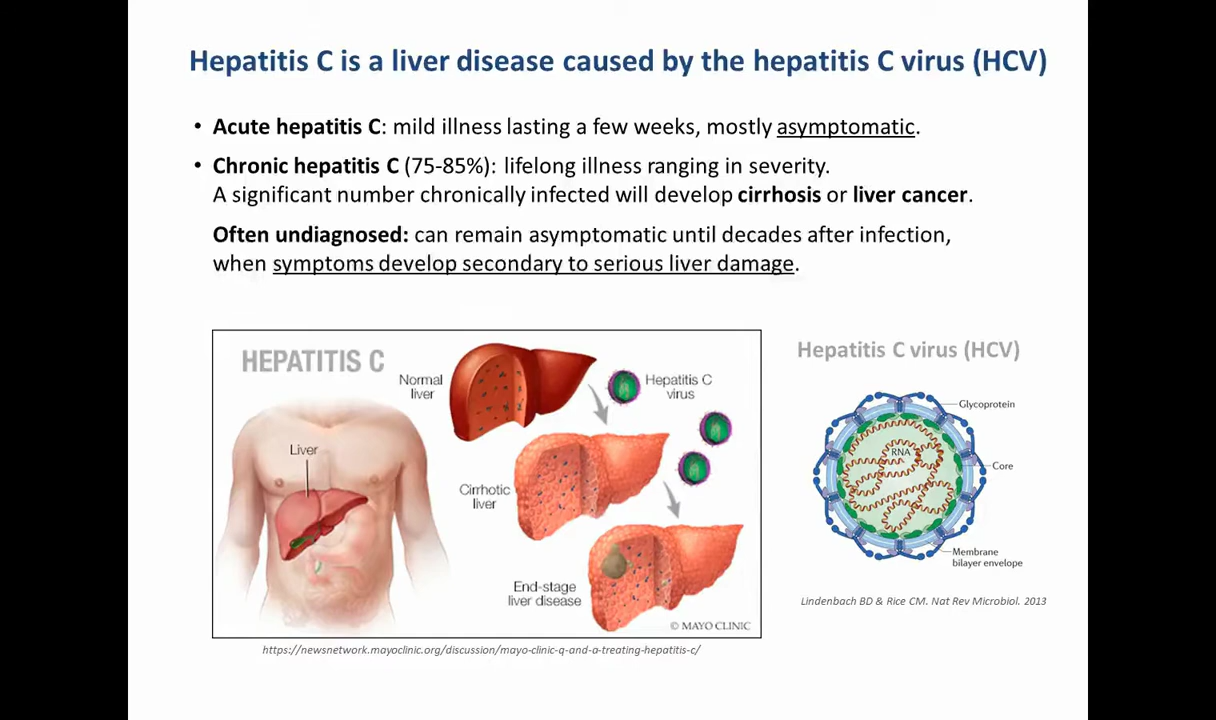 Hepatitis C is a liver disease caused by the hepatitis C virus (HCV)
• Acute hepatitis C: mild illness lasting a few weeks, mostly asymptomatic.
• Chronic hepatitis C (75-85%): lifelong illness ranging in severity.
A significant number chronically infected will develop cirrhosis or liver cancer.
Often undiagnosed: can remain asymptomatic until decades after infection,
when symptoms develop secondary to serious liver damage.
HEPATITIS C
Normal
liver
Hepatitis C
virus
Liver
Cirrhotic
liver
End-stage
liver disease
© MAYO CLINIC
https://newsnetwork.mayoclinic.org/discussion/mayo-clinic-q-and-a-treating-hepatitis-c/
Hepatitis C virus (HCV)
Glycoprotein
RNA
Core
Membrane
bilayer envelope
Lindenbach BD & Rice CM. Nat Rev Microbiol. 2013